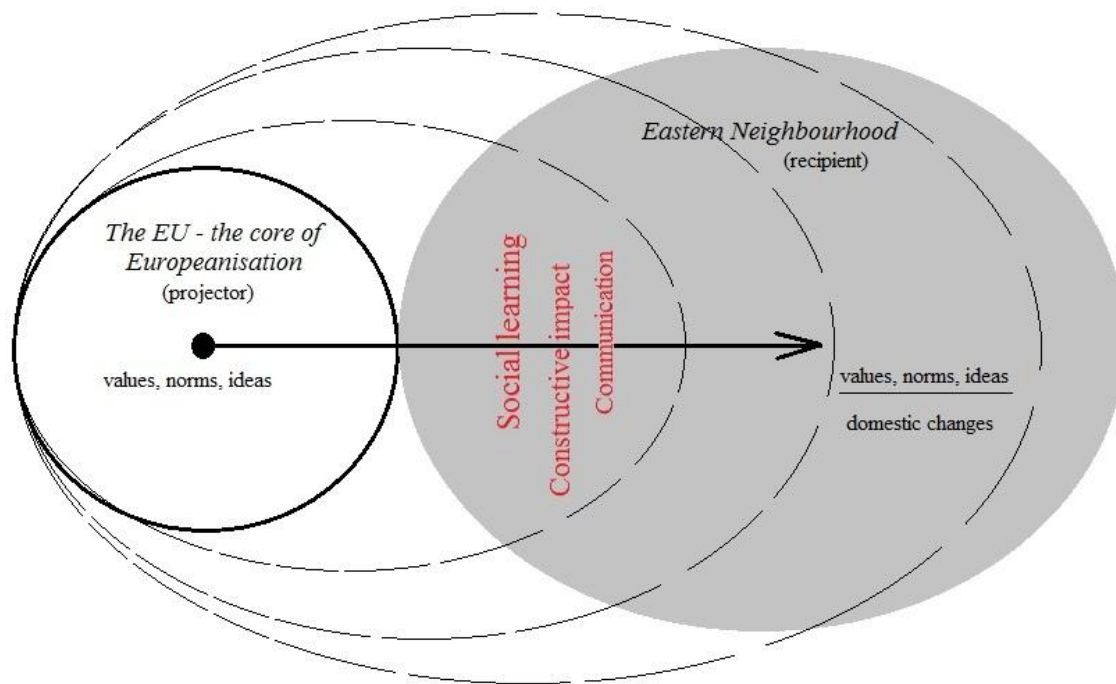 The EU - the core of
Europeanisation
(projector)
values, norms, ideas
Social learning
Constructive impact
Communication
Eastern Neighbourhood
(recipient)
values, norms, ideas
domestic changes